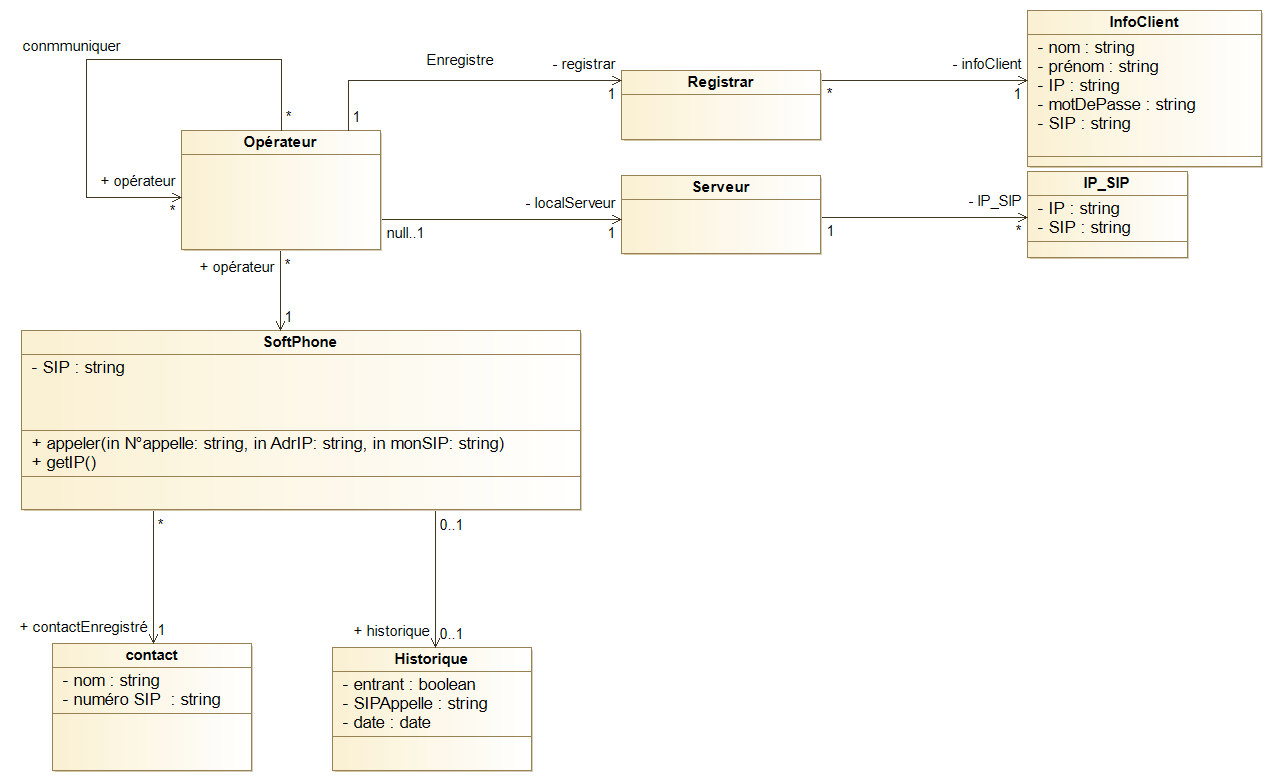 conmmuniquer
*
+ opérateur
*
Opérateur
1
Enregistre
- registrar
1
Registrar
*
- infoClient
1
InfoClient
- nom : string
- prénom : string
- IP : string
- motDePasse : string
- SIP : string
null..1
- localServeur
1
Serveur
1
- IP_SIP
*
IP_SIP
- IP : string
- SIP : string
+ opérateur
*
1
SoftPhone
- SIP : string
+ appeler(in N°appelle: string, in AdrIP: string, in monSIP: string)
+ getIP()
*
+ contactEnregistré
1
contact
- nom : string
- numéro SIP : string
0..1
+ historique
0..1
Historique
- entrant : boolean
- SIPAppelle : string
- date : date